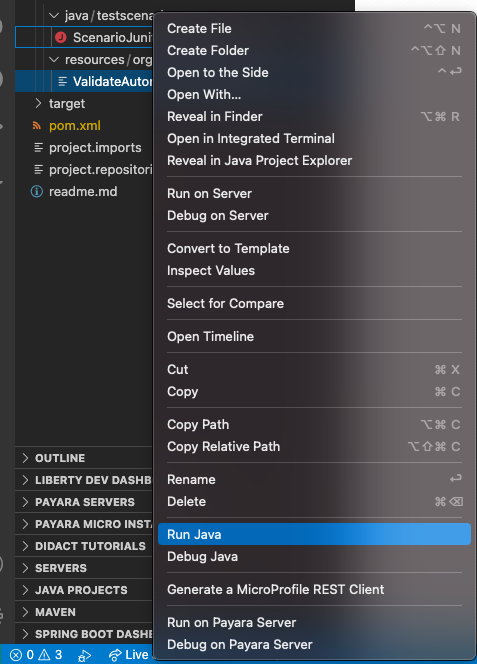 java/testscena
Create File ⌃⌥ N
ScenarioJuni
Create Folder ⌃⌥⇧ N
resources/org
Open to the Side ⌃↩
ValidateAutor
Open With...
target
Reveal in Finder ⌥⌘ R
pom.xml
Open in Integrated Terminal
project.imports
Reveal in Java Project Explorer
project.repositori
readme.md
Run on Server
Debug on Server
Convert to Template
Inspect Values
Select for Compare
Open Timeline
Cut ⌘ X
Copy ⌘ C
Copy Path ⌥⌘ C
Copy Relative Path ⌥⇧⌘ C
OUTLINE
Rename ↩
LIBERTY DEV DASHB
Delete ⌘⌫
PAYARA SERVERS
PAYARA MICRO INSTA
Run Java
DIDACT TUTORIALS
Debug Java
SERVERS
JAVA PROJECTS
Generate a MicroProfile REST Client
MAVEN
Run on Payara Server
SPRING BOOT DASHB
Debug on Payara Server
0 3 Live